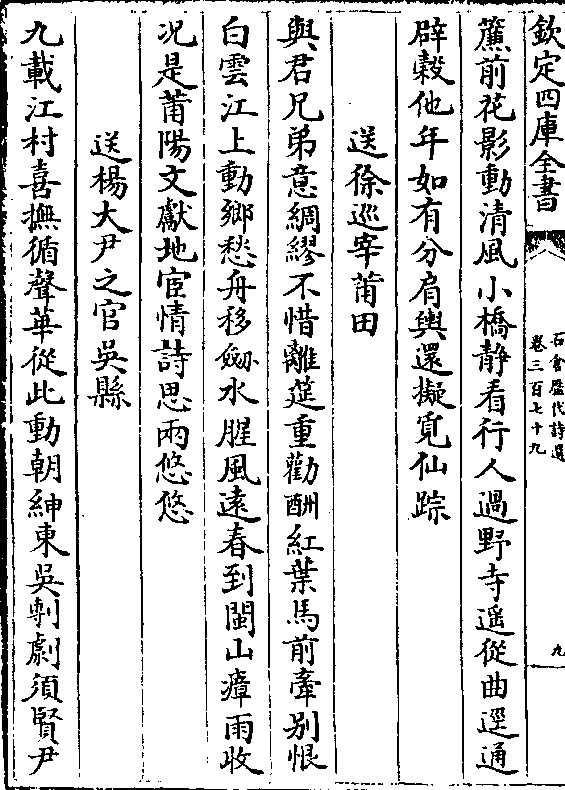 欽定四庫全書
石倉歷代詩選
卷三百七十九
九
簷前花影動清風小橋静看行人過野寺遥從曲逕通
辟榖他年如有分肩輿還擬覓仙踪
送徐巡宰莆田
與君兄弟意綢繆不惜離筵重勸酬紅葉馬前牽别恨
白雲江上動鄉愁舟移劔水腥風逺春到閩山瘴雨收
况是莆陽文獻地宦情詩思兩悠悠
送楊大尹之官吳縣
九載江村喜撫循聲華從此動朝紳東吳剸劇須賢尹